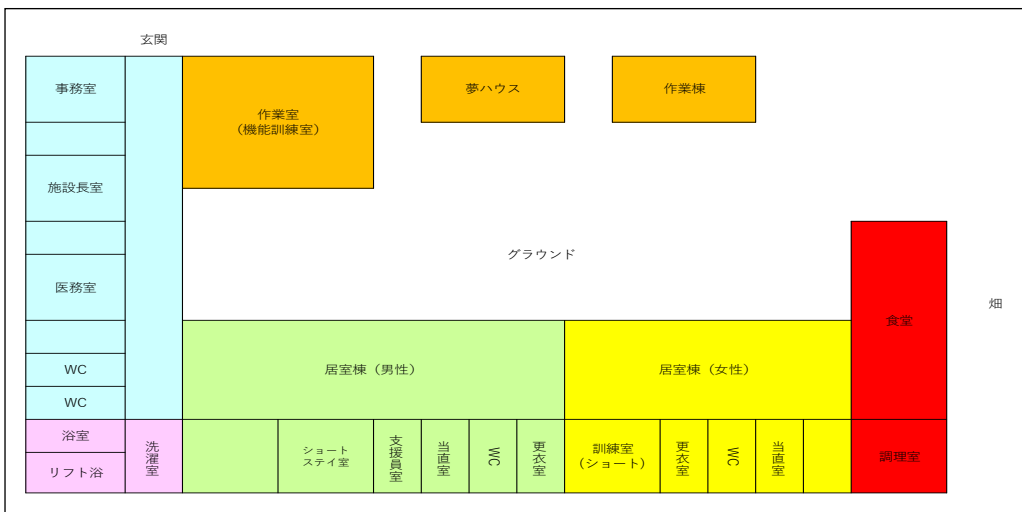 玄関
事務室
作業室
（機能訓練室）
夢ハウス
作業棟
施設長室
グラウンド
医務室
畑
食堂
WC
居室棟（男性）
居室棟（女性）
WC
浴室
リフト浴
洗濯室
ショート
ステイ室
支援員室
当直室
WC
更衣室
訓練室
（ショート）
更衣室
WC
当直室
調理室